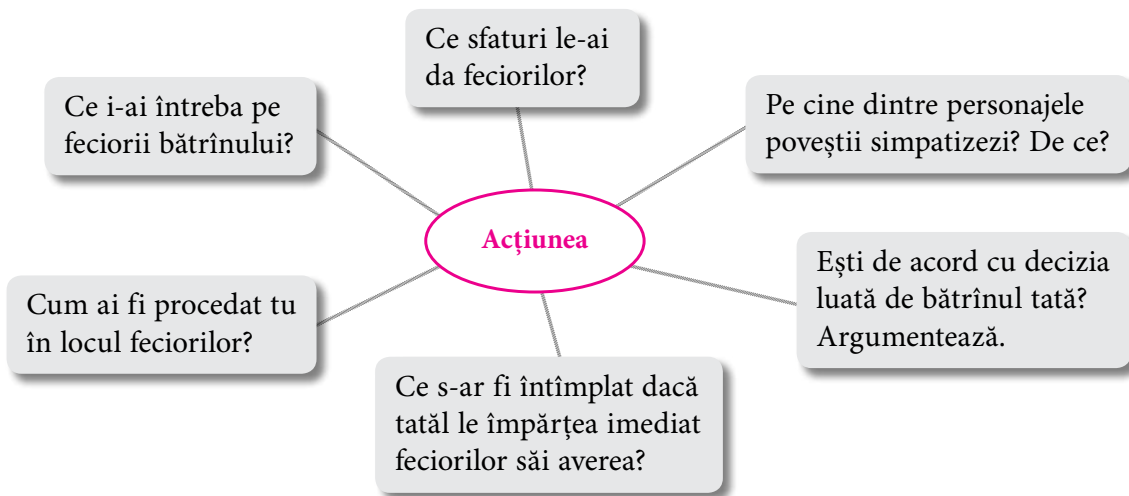 Ce sfaturi le-ai
da feciorilor?
Ce i-ai întreba pe
feciorii bătrînului?
Pe cine dintre personajele
poveștii simpatizezi? De ce?
Acțiunea
Ești de acord cu decizia
luată de bătrînul tată?
Argumentează.
Cum ai fi procedat tu
în locul feciorilor?
Ce s-ar fi întîmplat dacă
tatăl le împărțea imediat
feciorilor săi averea?